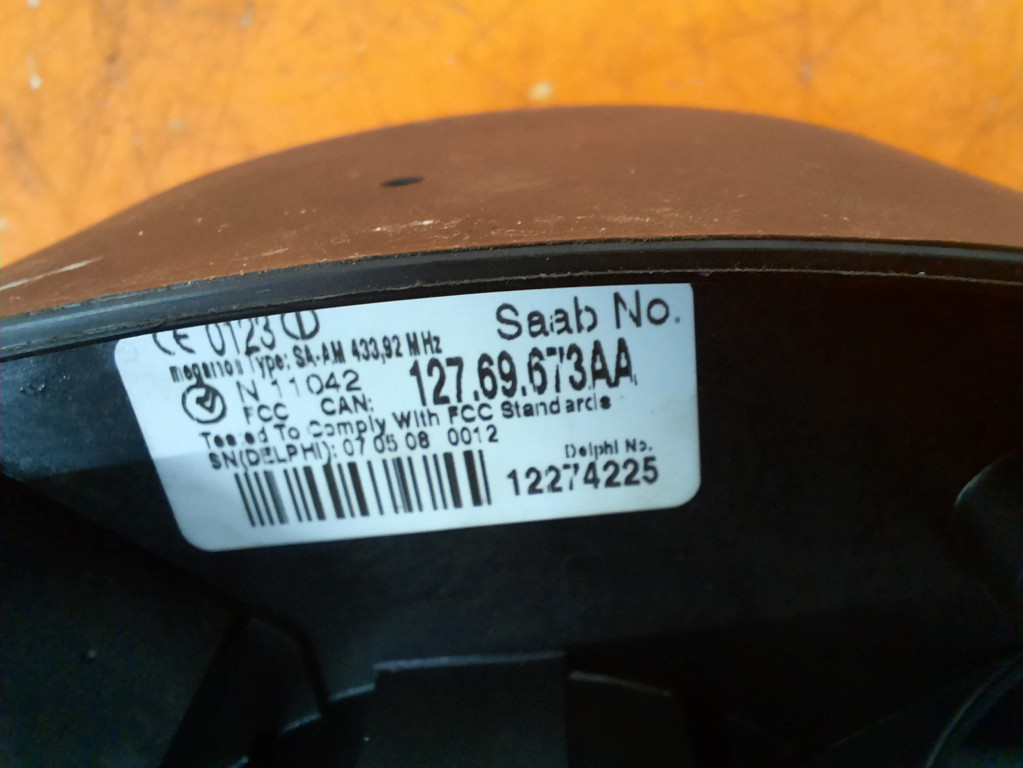 CE 0123
Saab No.
Type: SA-AM 433,92 MHz
N 11042
127.69.673AA
FCC CAN:
Tested To Comply With FCC Standards
SN(DELPHI): 07 05 08 0012
Delphi No.
12274225